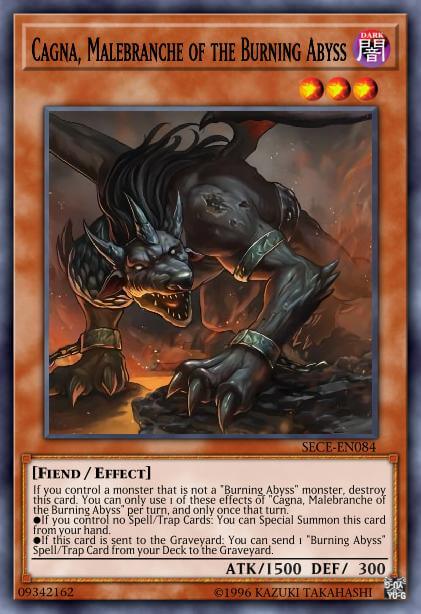 Cagna, Malebranche of the Burning Abyss
DARK
闇
SECE-EN084
[Fiend / Effect]
If you control a monster that is not a "Burning Abyss" monster, destroy
this card. You can only use 1 of these effects of "Cagna, Malebranche of
the Burning Abyss" per turn, and only once that turn.
●If you control no Spell/Trap Cards: You can Special Summon this card
from your hand.
●If this card is sent to the Graveyard: You can send 1 "Burning Abyss"
Spell/Trap Card from your Deck to the Graveyard.
ATK/1500 DEF/ 300
09342162
©1996 KAZUKI TAKAHASHI